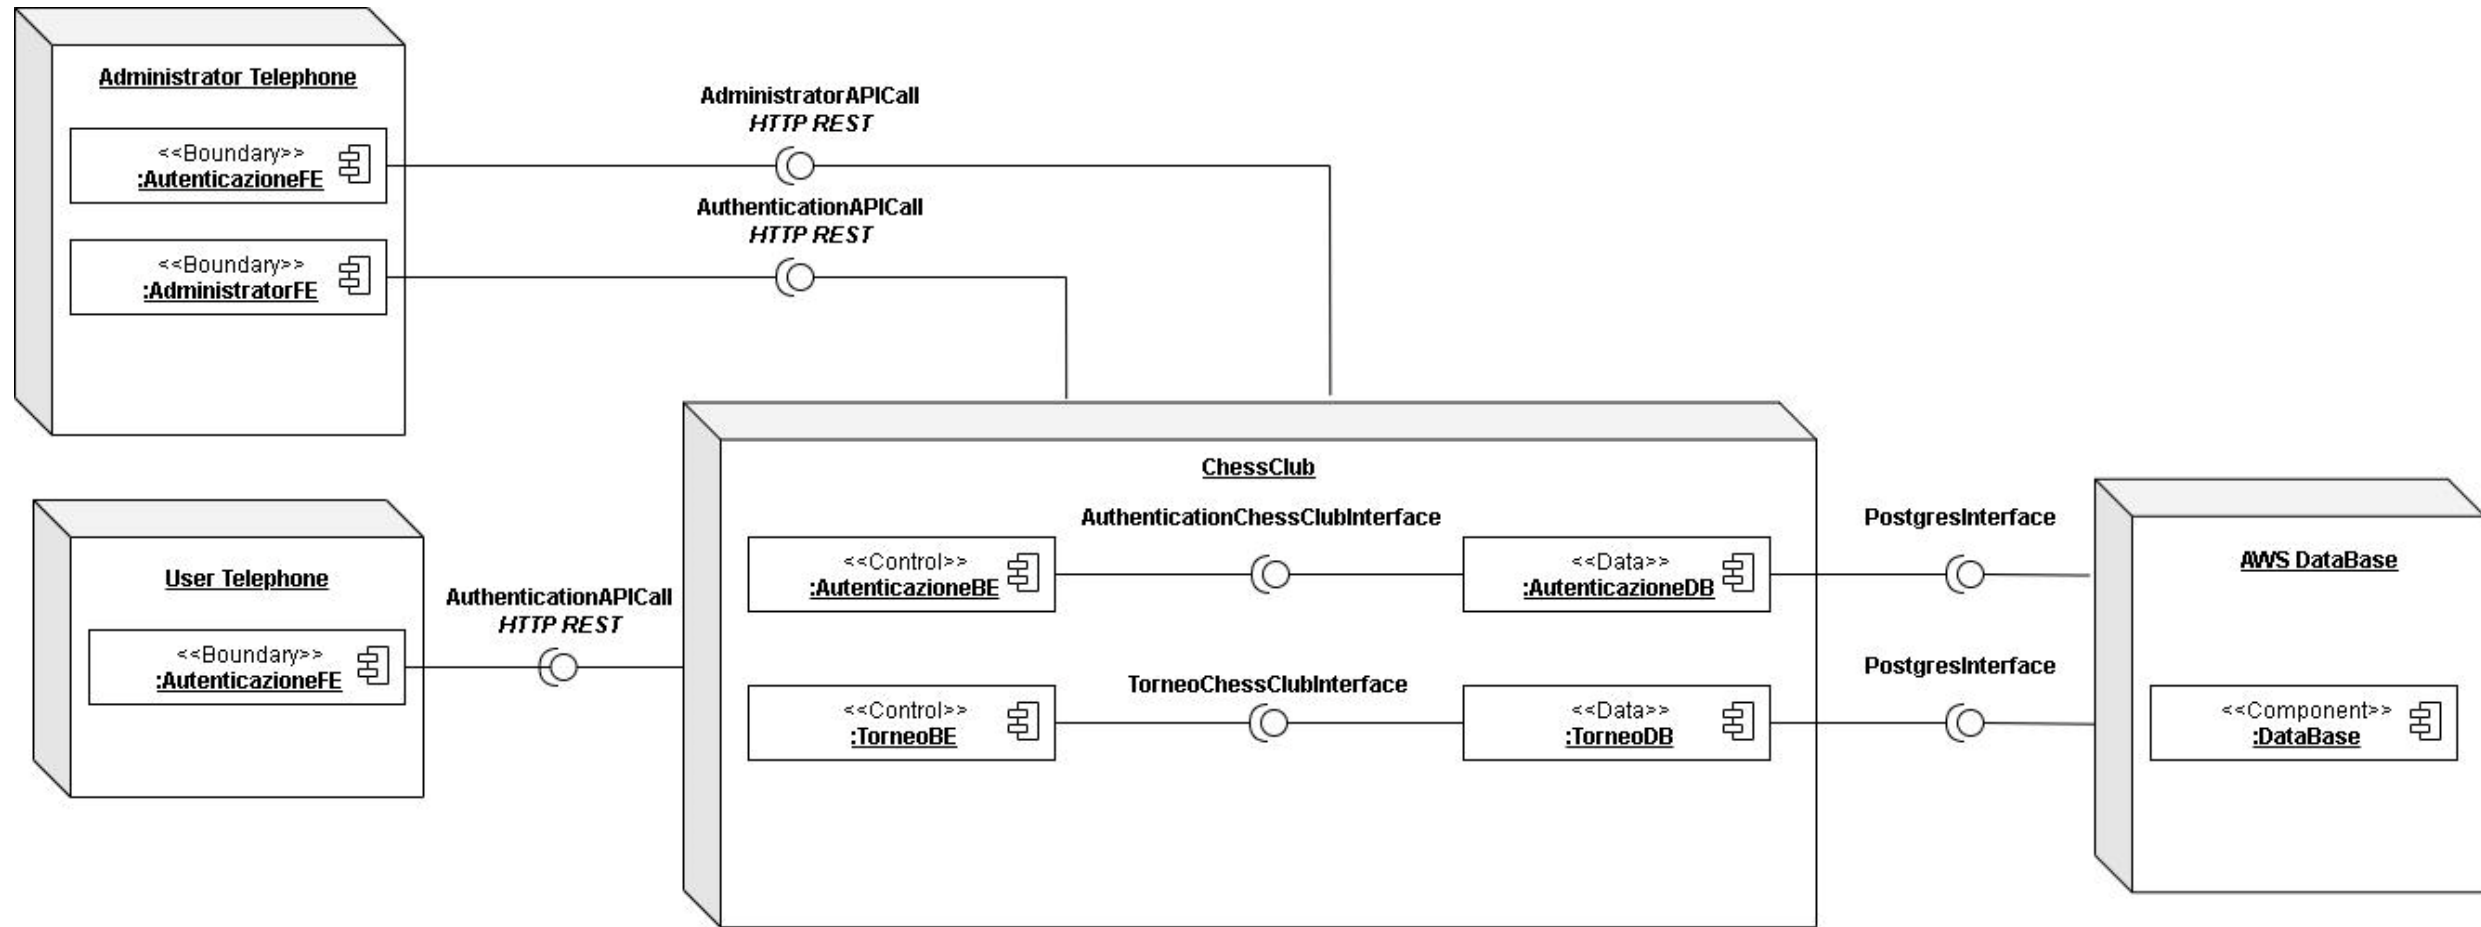 Administrator Telephone
<<Boundary>>
:AutenticazioneFE
<<Boundary>>
:AdministratorFE
AdministratorAPICall
HTTP REST
AuthenticationAPICall
HTTP REST
User Telephone
<<Boundary>>
:AutenticazioneFE
AuthenticationAPICall
HTTP REST
ChessClub
<<Control>>
:AutenticazioneBE
AuthenticationChessClubInterface
<<Data>>
:AutenticazioneDB
<<Control>>
:TorneoBE
TorneoChessClubInterface
<<Data>>
:TorneoDB
PostgresInterface
PostgresInterface
AWS DataBase
<<Component>>
:DataBase